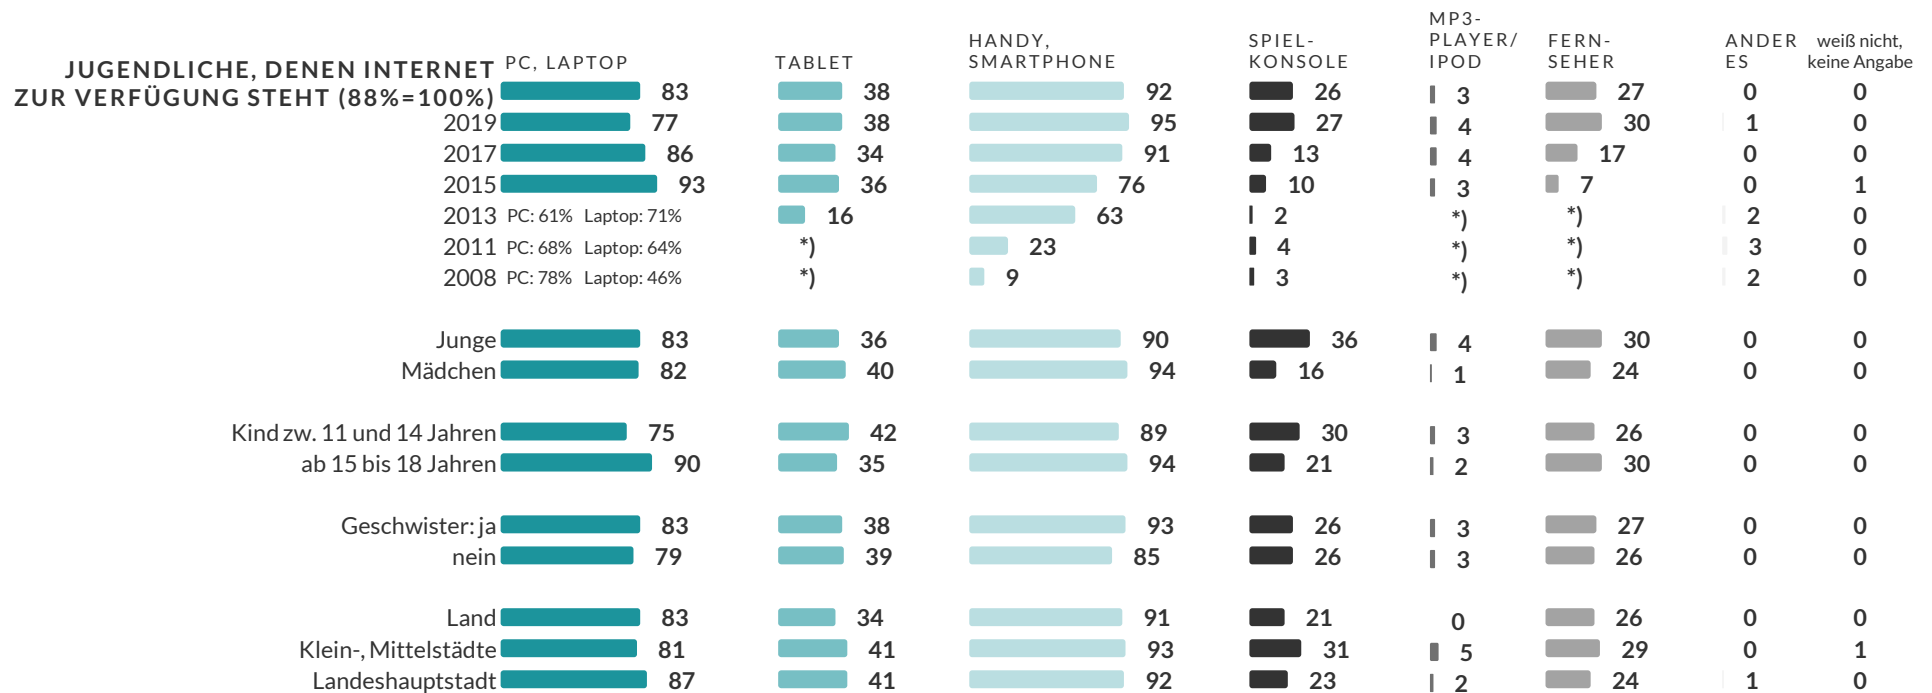 JUGENDLICHE, DENEN INTERNET
ZUR VERFÜGUNG STEHT (88%=100%)
PC, LAPTOP
TABLET
HANDY,
SMARTPHONE
SPIEL-
KONSOLE
MP3-
PLAYER/
IPOD
FERN-
SEHER
ANDER
ES
weiß nicht,
keine Angabe
83 38 92 26 3 27 0 0
2019 77 38 95 27 4 30 1 0
2017 86 34 91 13 4 17 0 0
2015 93 36 76 10 3 7 0 1
2013 PC: 61% Laptop: 71% 16 63 2 *) *) 2 0
2011 PC: 68% Laptop: 64% *) 23 4 *) *) 3 0
2008 PC: 78% Laptop: 46% *) 9 3 *) *) 2 0
Junge 83 36 90 36 4 30 0 0
Mädchen 82 40 94 16 1 24 0 0
Kind zw. 11 und 14 Jahren 75 42 89 30 3 26 0 0
ab 15 bis 18 Jahren 90 35 94 21 2 30 0 0
Geschwister: ja 83 38 93 26 3 27 0 0
nein 79 39 85 26 3 26 0 0
Land 83 34 91 21 0 26 0 0
Klein-, Mittelstädte 81 41 93 31 5 29 0 1
Landeshauptstadt 87 41 92 23 2 24 1 0